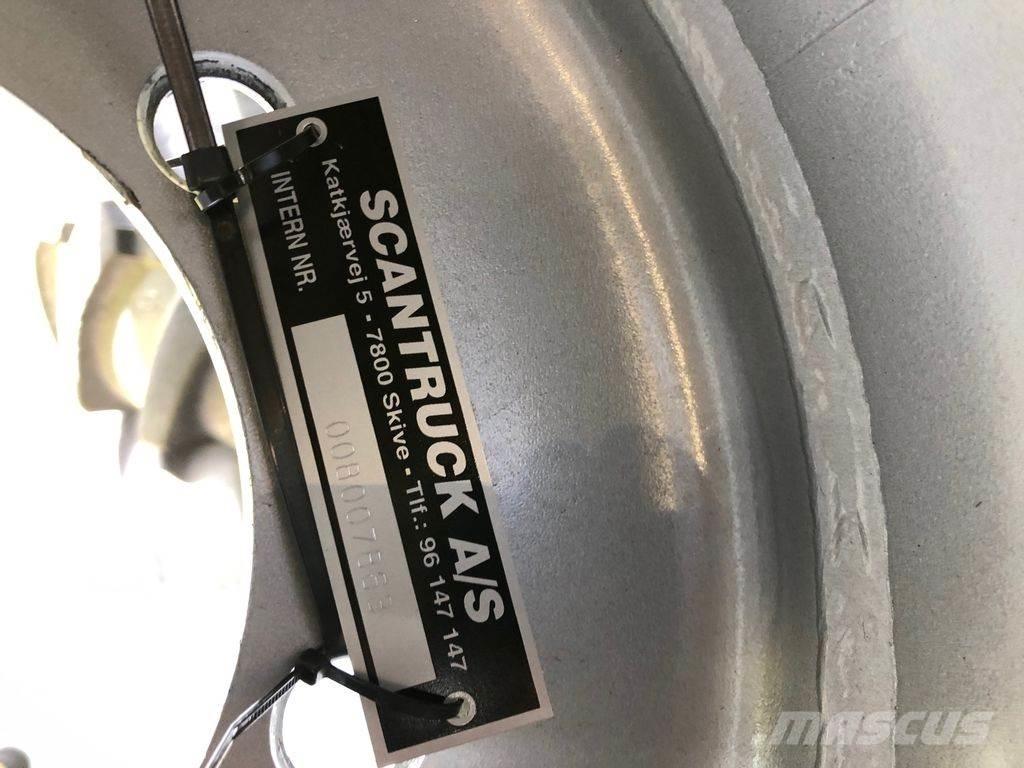 SCANTRUCK A/S
Katkjærvej 5 - 7800 Skive - Tlf.: 96 147 147
INTERN NR.
MASCUS